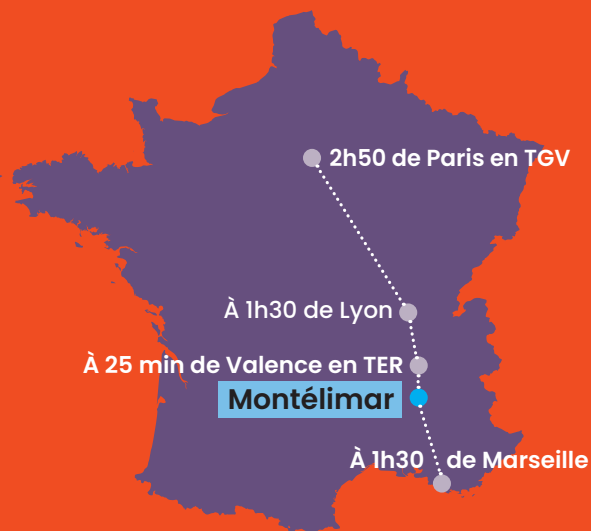 2h50 de Paris en TGV
À 1h30 de Lyon
À 25 min de Valence en TER
Montélimar
À 1h30 de Marseille